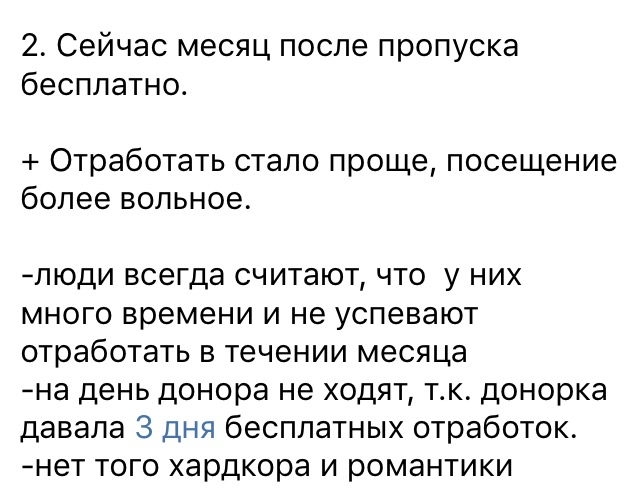 2. Сейчас месяц после пропуска
бесплатно.
+ Отработать стало проще, посещение
более вольное.
-люди всегда считают, что  у них
много времени и не успевают
отработать в течении месяца
-на день донора не ходят, т.к. донорка
давала 3 дня бесплатных отработок.
-нет того хардкора и романтики